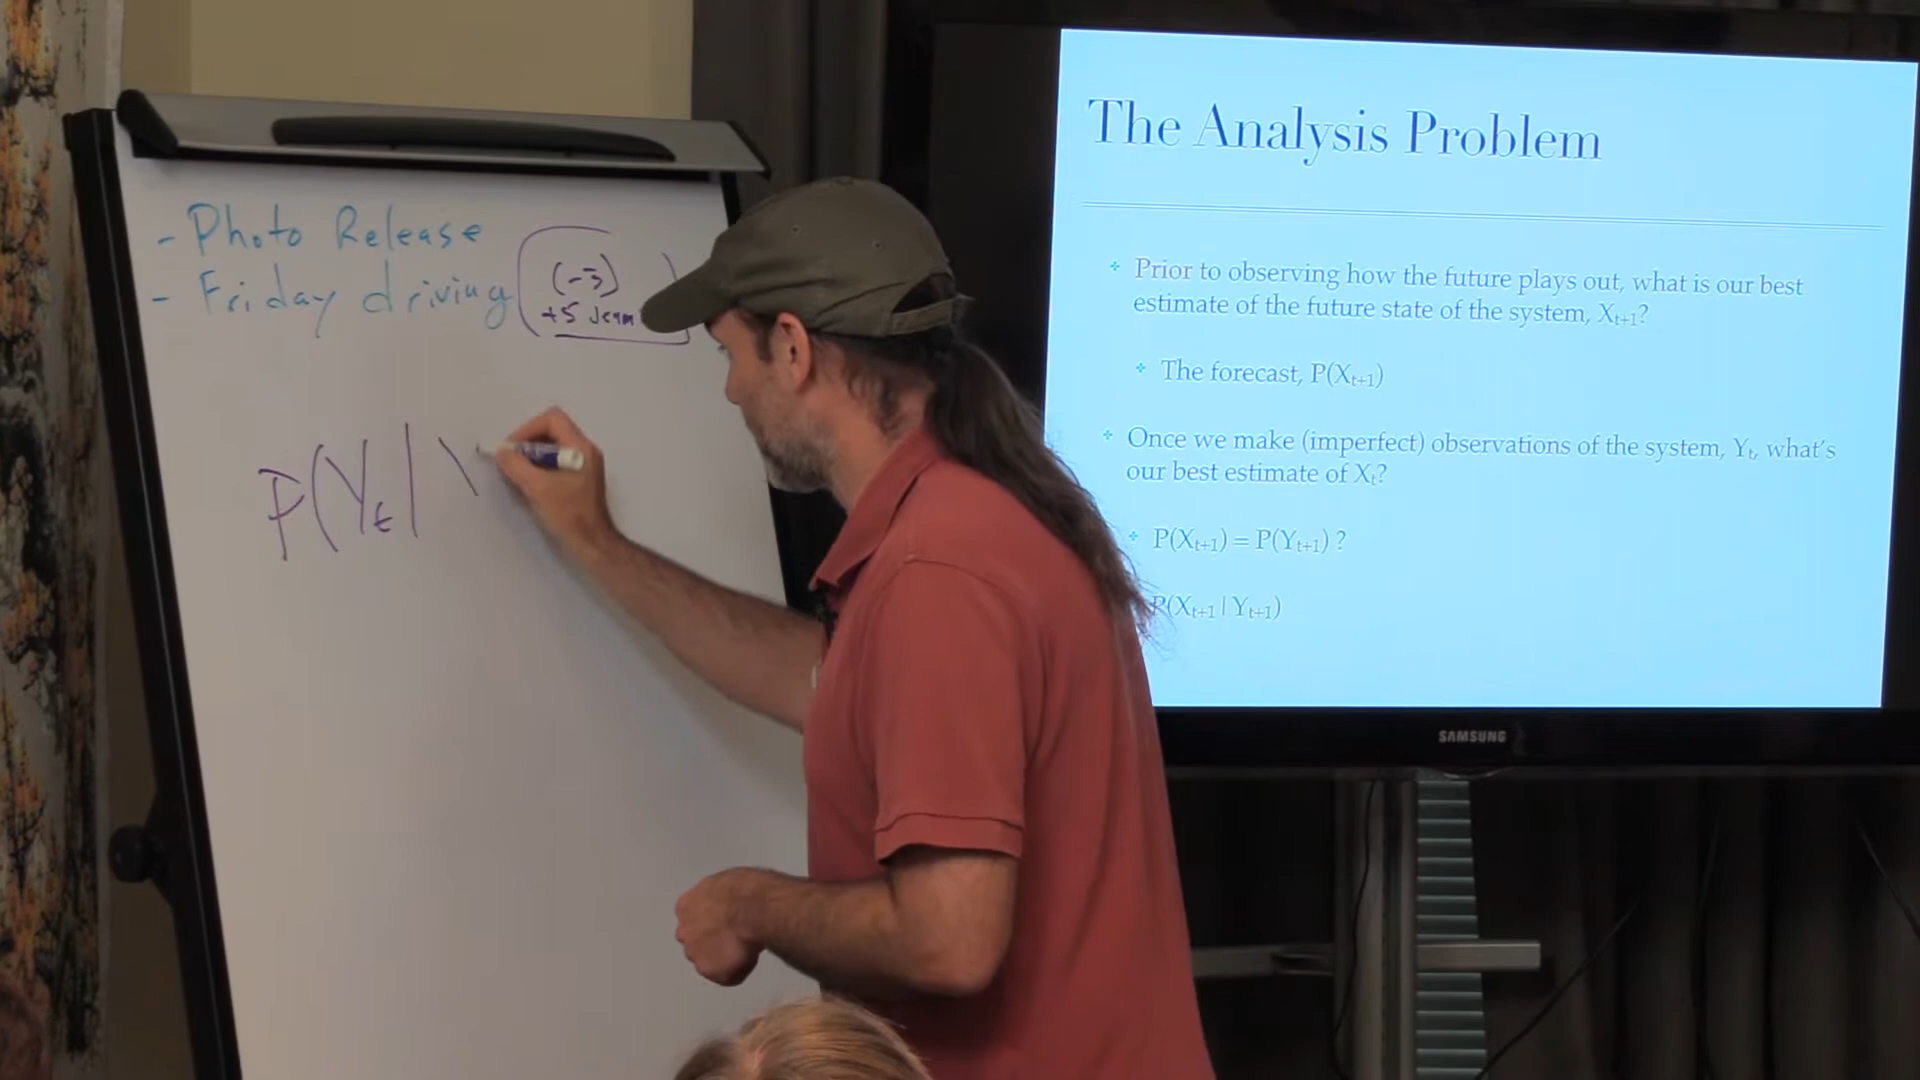 - Photo Release
- Friday driving
(-3)
+5 Jeam
P(Yt | \
The Analysis Problem
Prior to observing how the future plays out, what is our best
estimate of the future state of the system, Xt+1?
The forecast, P(Xt+1)
Once we make (imperfect) observations of the system, Yt, what's
our best estimate of Xt?
P(Xt+1) = P(Yt+1) ?
P(Xt+1 | Yt+1)
SAMSUNG